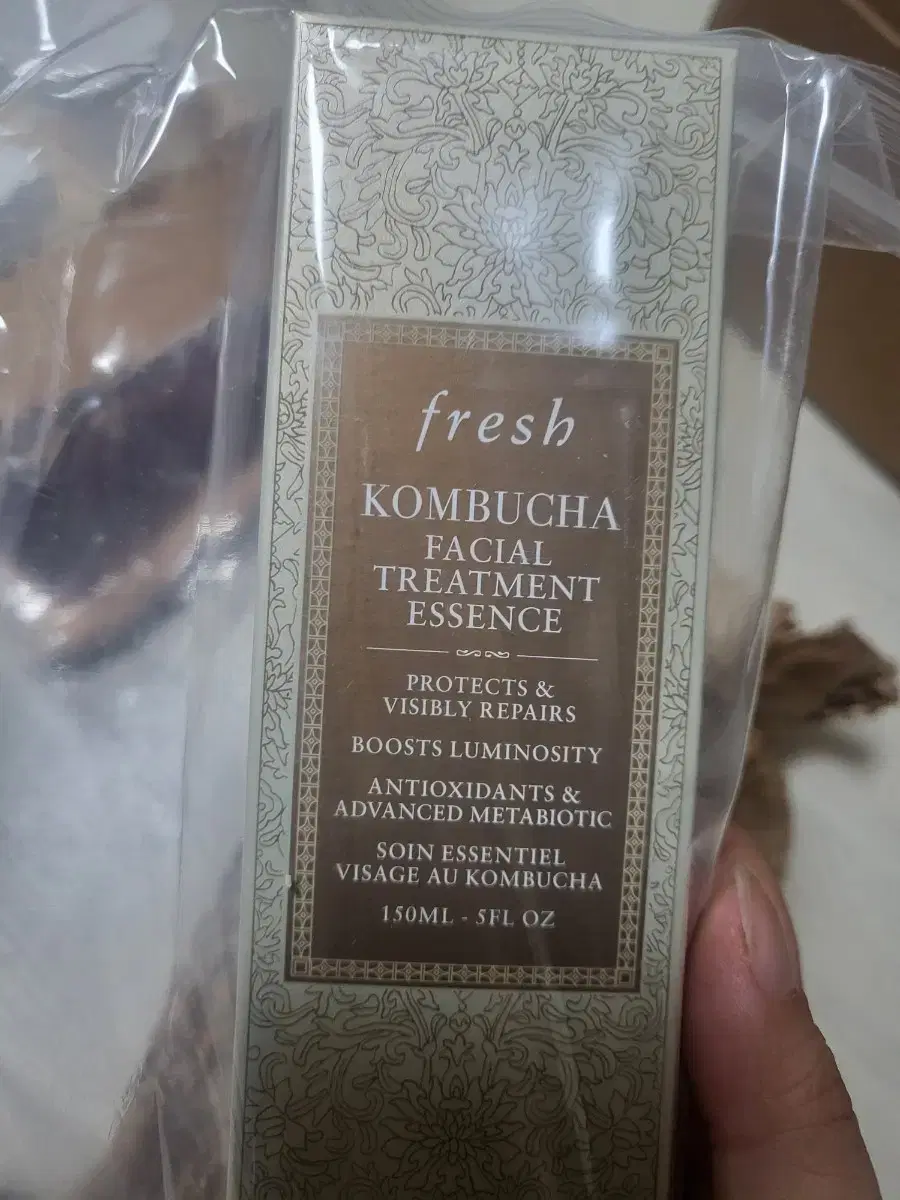 fresh
KOMBUCHA
FACIAL
TREATMENT
ESSENCE
PROTECTS &
VISIBLY REPAIRS
BOOSTS LUMINOSITY
ANTIOXIDANTS &
ADVANCED METABIOTIC
SOIN ESSENTIEL
VISAGE AU KOMBUCHA
150ML - 5FL OZ